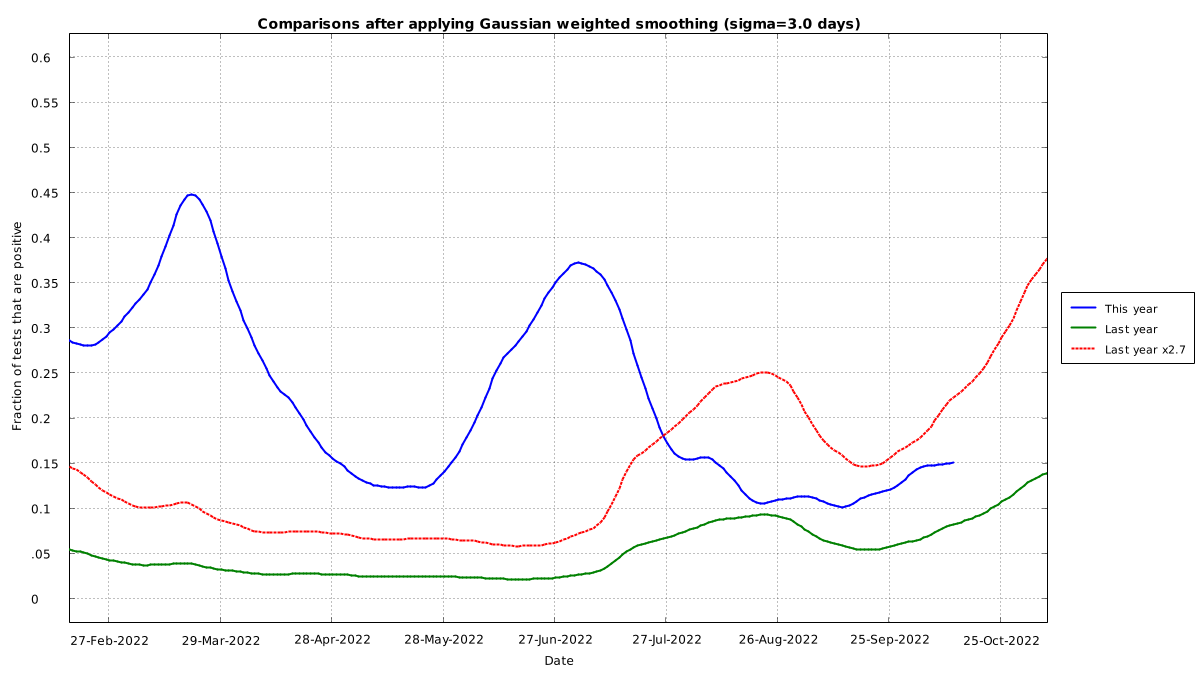 Comparisons after applying Gaussian weighted smoothing (sigma=3.0 days)
Fraction of tests that are positive
0.6
0.55
0.5
0.45
0.4
0.35
0.3
0.25
0.2
0.15
0.1
.05
0
27-Feb-2022 29-Mar-2022 28-Apr-2022 28-May-2022 27-Jun-2022 27-Jul-2022 26-Aug-2022 25-Sep-2022 25-Oct-2022
Date
This year
Last year
Last year x2.7